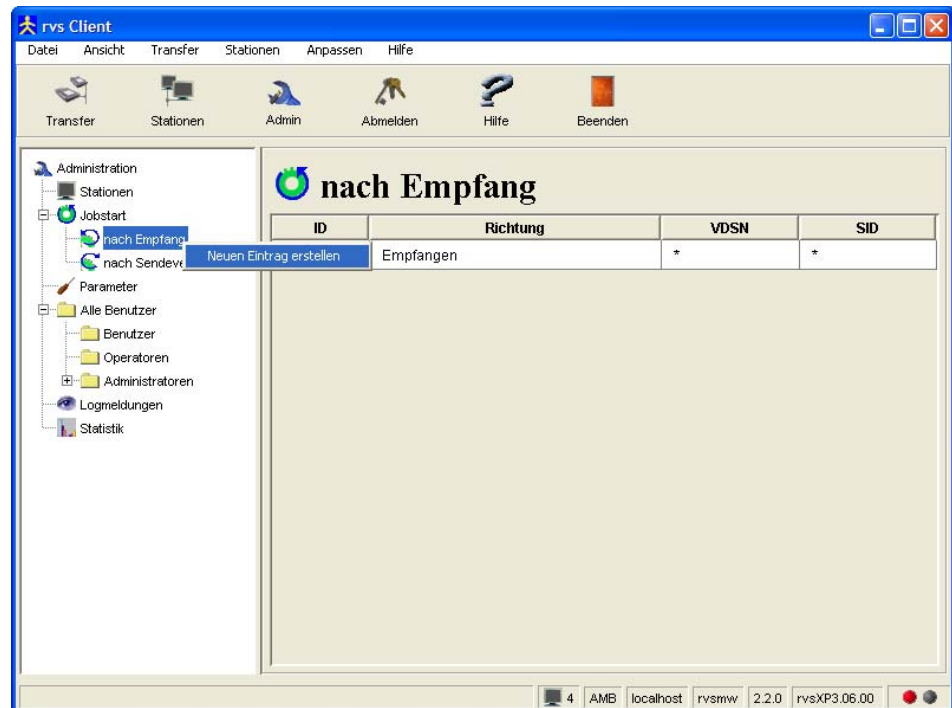 rvs Client
Datei Ansicht Transfer Stationen Anpassen Hilfe
Transfer Stationen Admin Abmelden Hilfe Beenden
Administration
Stationen
Jobstart
nach Empfang
nach Sendeve
Neuen Eintrag erstellen
Parameter
Alle Benutzer
Benutzer
Operatoren
Administratoren
Logmeldungen
Statistik
nach Empfang
ID Richtung VDSN SID
Empfangen * *
4 AMB localhost rvsmw 2.2.0 rvsXP3.06.00